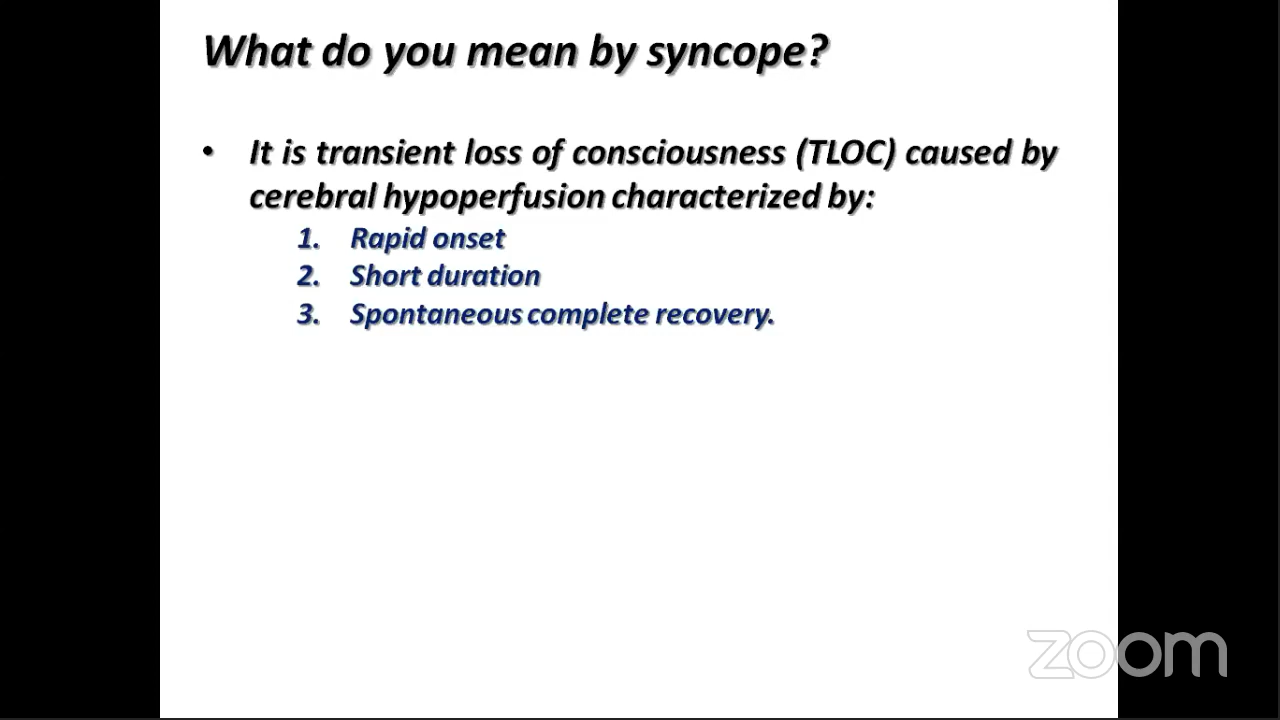 What do you mean by syncope?
• It is transient loss of consciousness (TLOC) caused by
cerebral hypoperfusion characterized by:
1. Rapid onset
2. Short duration
3. Spontaneous complete recovery.
zoom